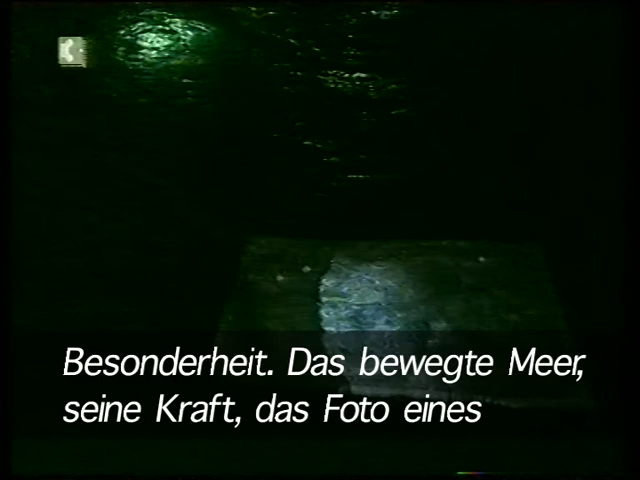 Besonderheit. Das bewegte Meer,
seine Kraft, das Foto eines